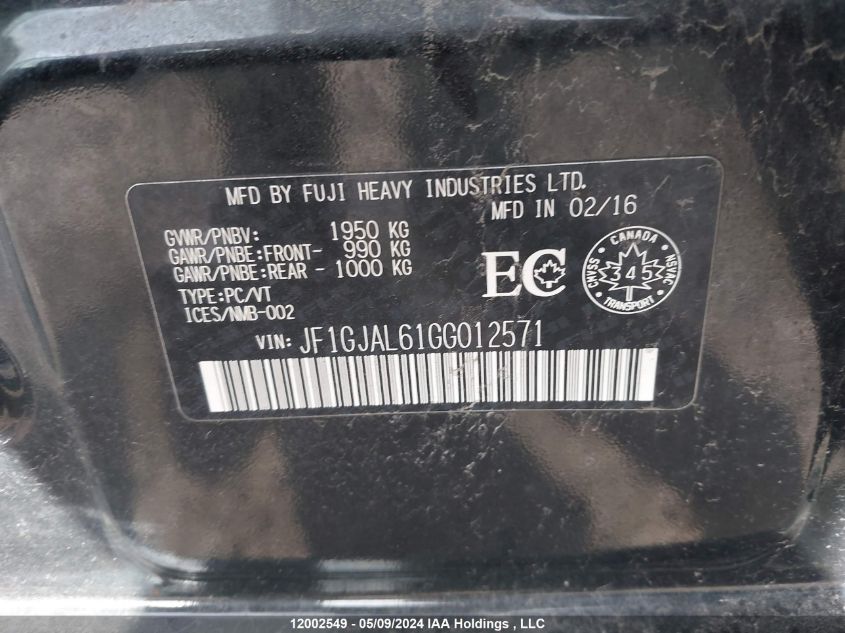 MFD BY FUJI HEAVY INDUSTRIES LTD.
MFD IN 02/16
GVWR/PNBV: 1950 KG
GAWR/PNBE:FRONT- 990 KG
GAWR/PNBE:REAR - 1000 KG
TYPE:PC/VT
ICES/NMB-002
EC
CANADA
CMVSS
NSVAC
345
TRANSPORT
VIN: JF1GJAL61GG012571
12002549 - 05/09/2024 IAA Holdings , LLC